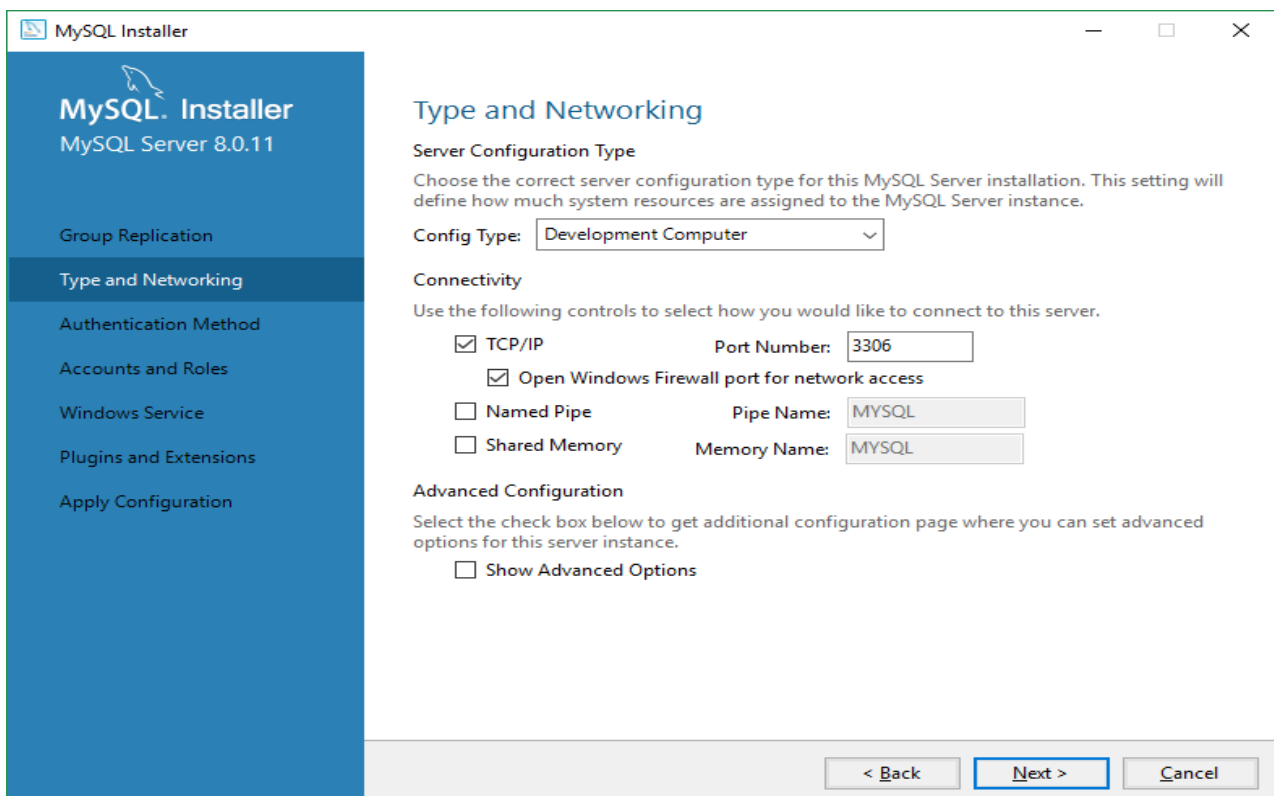 MySQL Installer
MySQL. Installer
MySQL Server 8.0.11
Group Replication
Type and Networking
Authentication Method
Accounts and Roles
Windows Service
Plugins and Extensions
Apply Configuration
Type and Networking
Server Configuration Type
Choose the correct server configuration type for this MySQL Server installation. This setting will
define how much system resources are assigned to the MySQL Server instance.
Config Type: Development Computer
Connectivity
Use the following controls to select how you would like to connect to this server.
TCP/IP Port Number: 3306
Open Windows Firewall port for network access
Named Pipe Pipe Name: MYSQL
Shared Memory Memory Name: MYSQL
Advanced Configuration
Select the check box below to get additional configuration page where you can set advanced
options for this server instance.
Show Advanced Options
< Back Next > Cancel